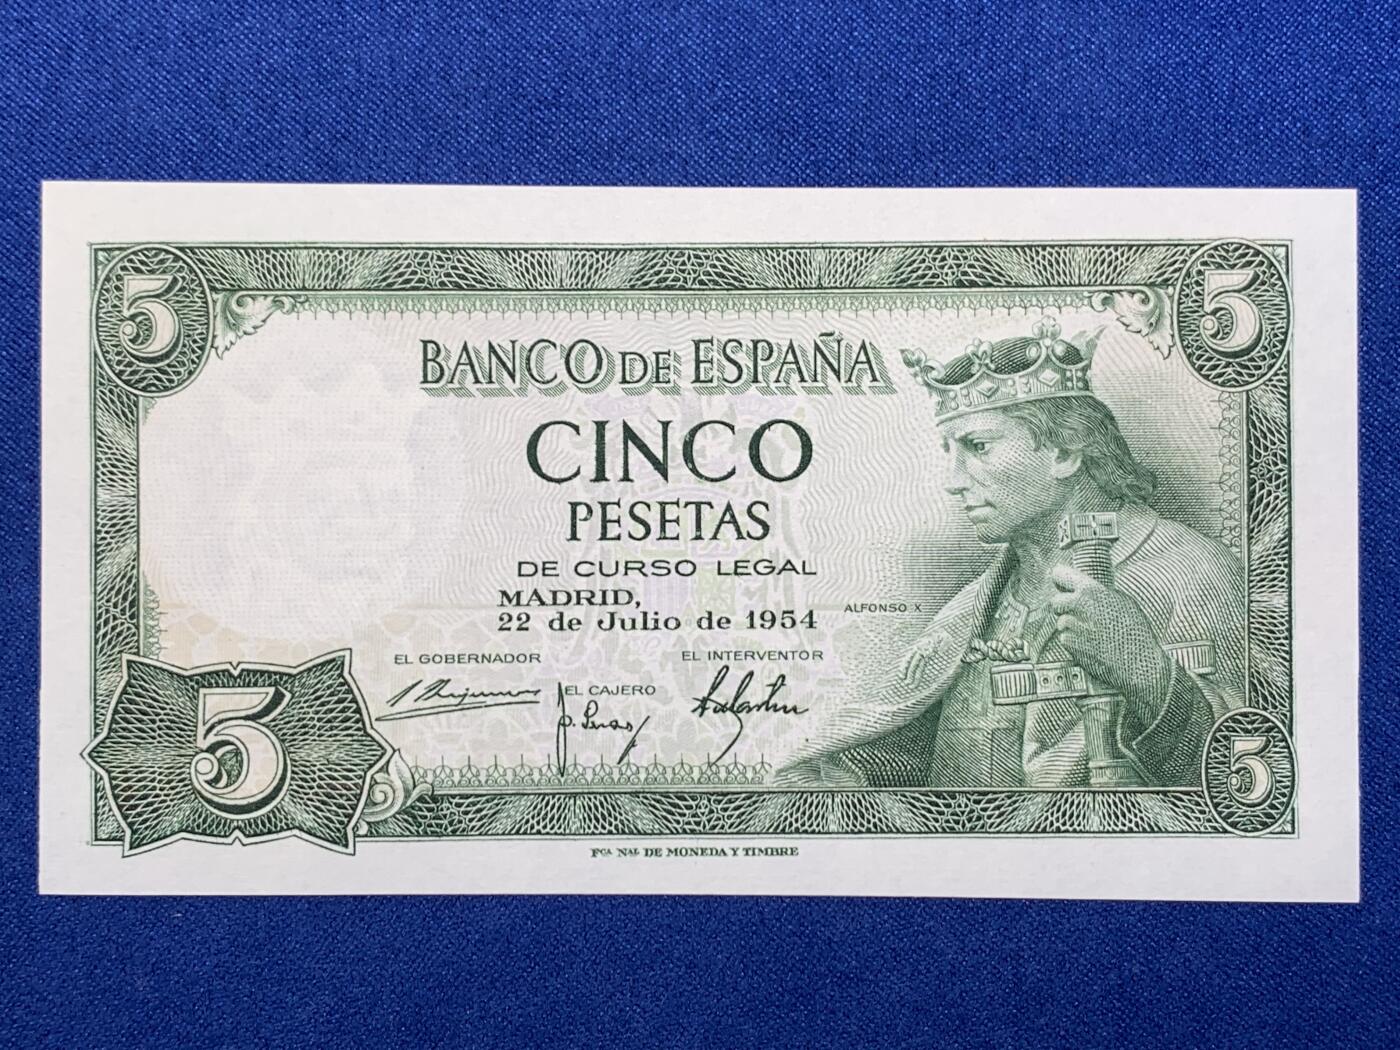 5 5
BANCO DE ESPAÑA
CINCO
PESETAS
DE CURSO LEGAL
MADRID,
22 de Julio de 1954
ALFONSO X
EL GOBERNADOR
EL INTERVENTOR
EL CAJERO
5 5
FCA NAL DE MONEDA Y TIMBRE